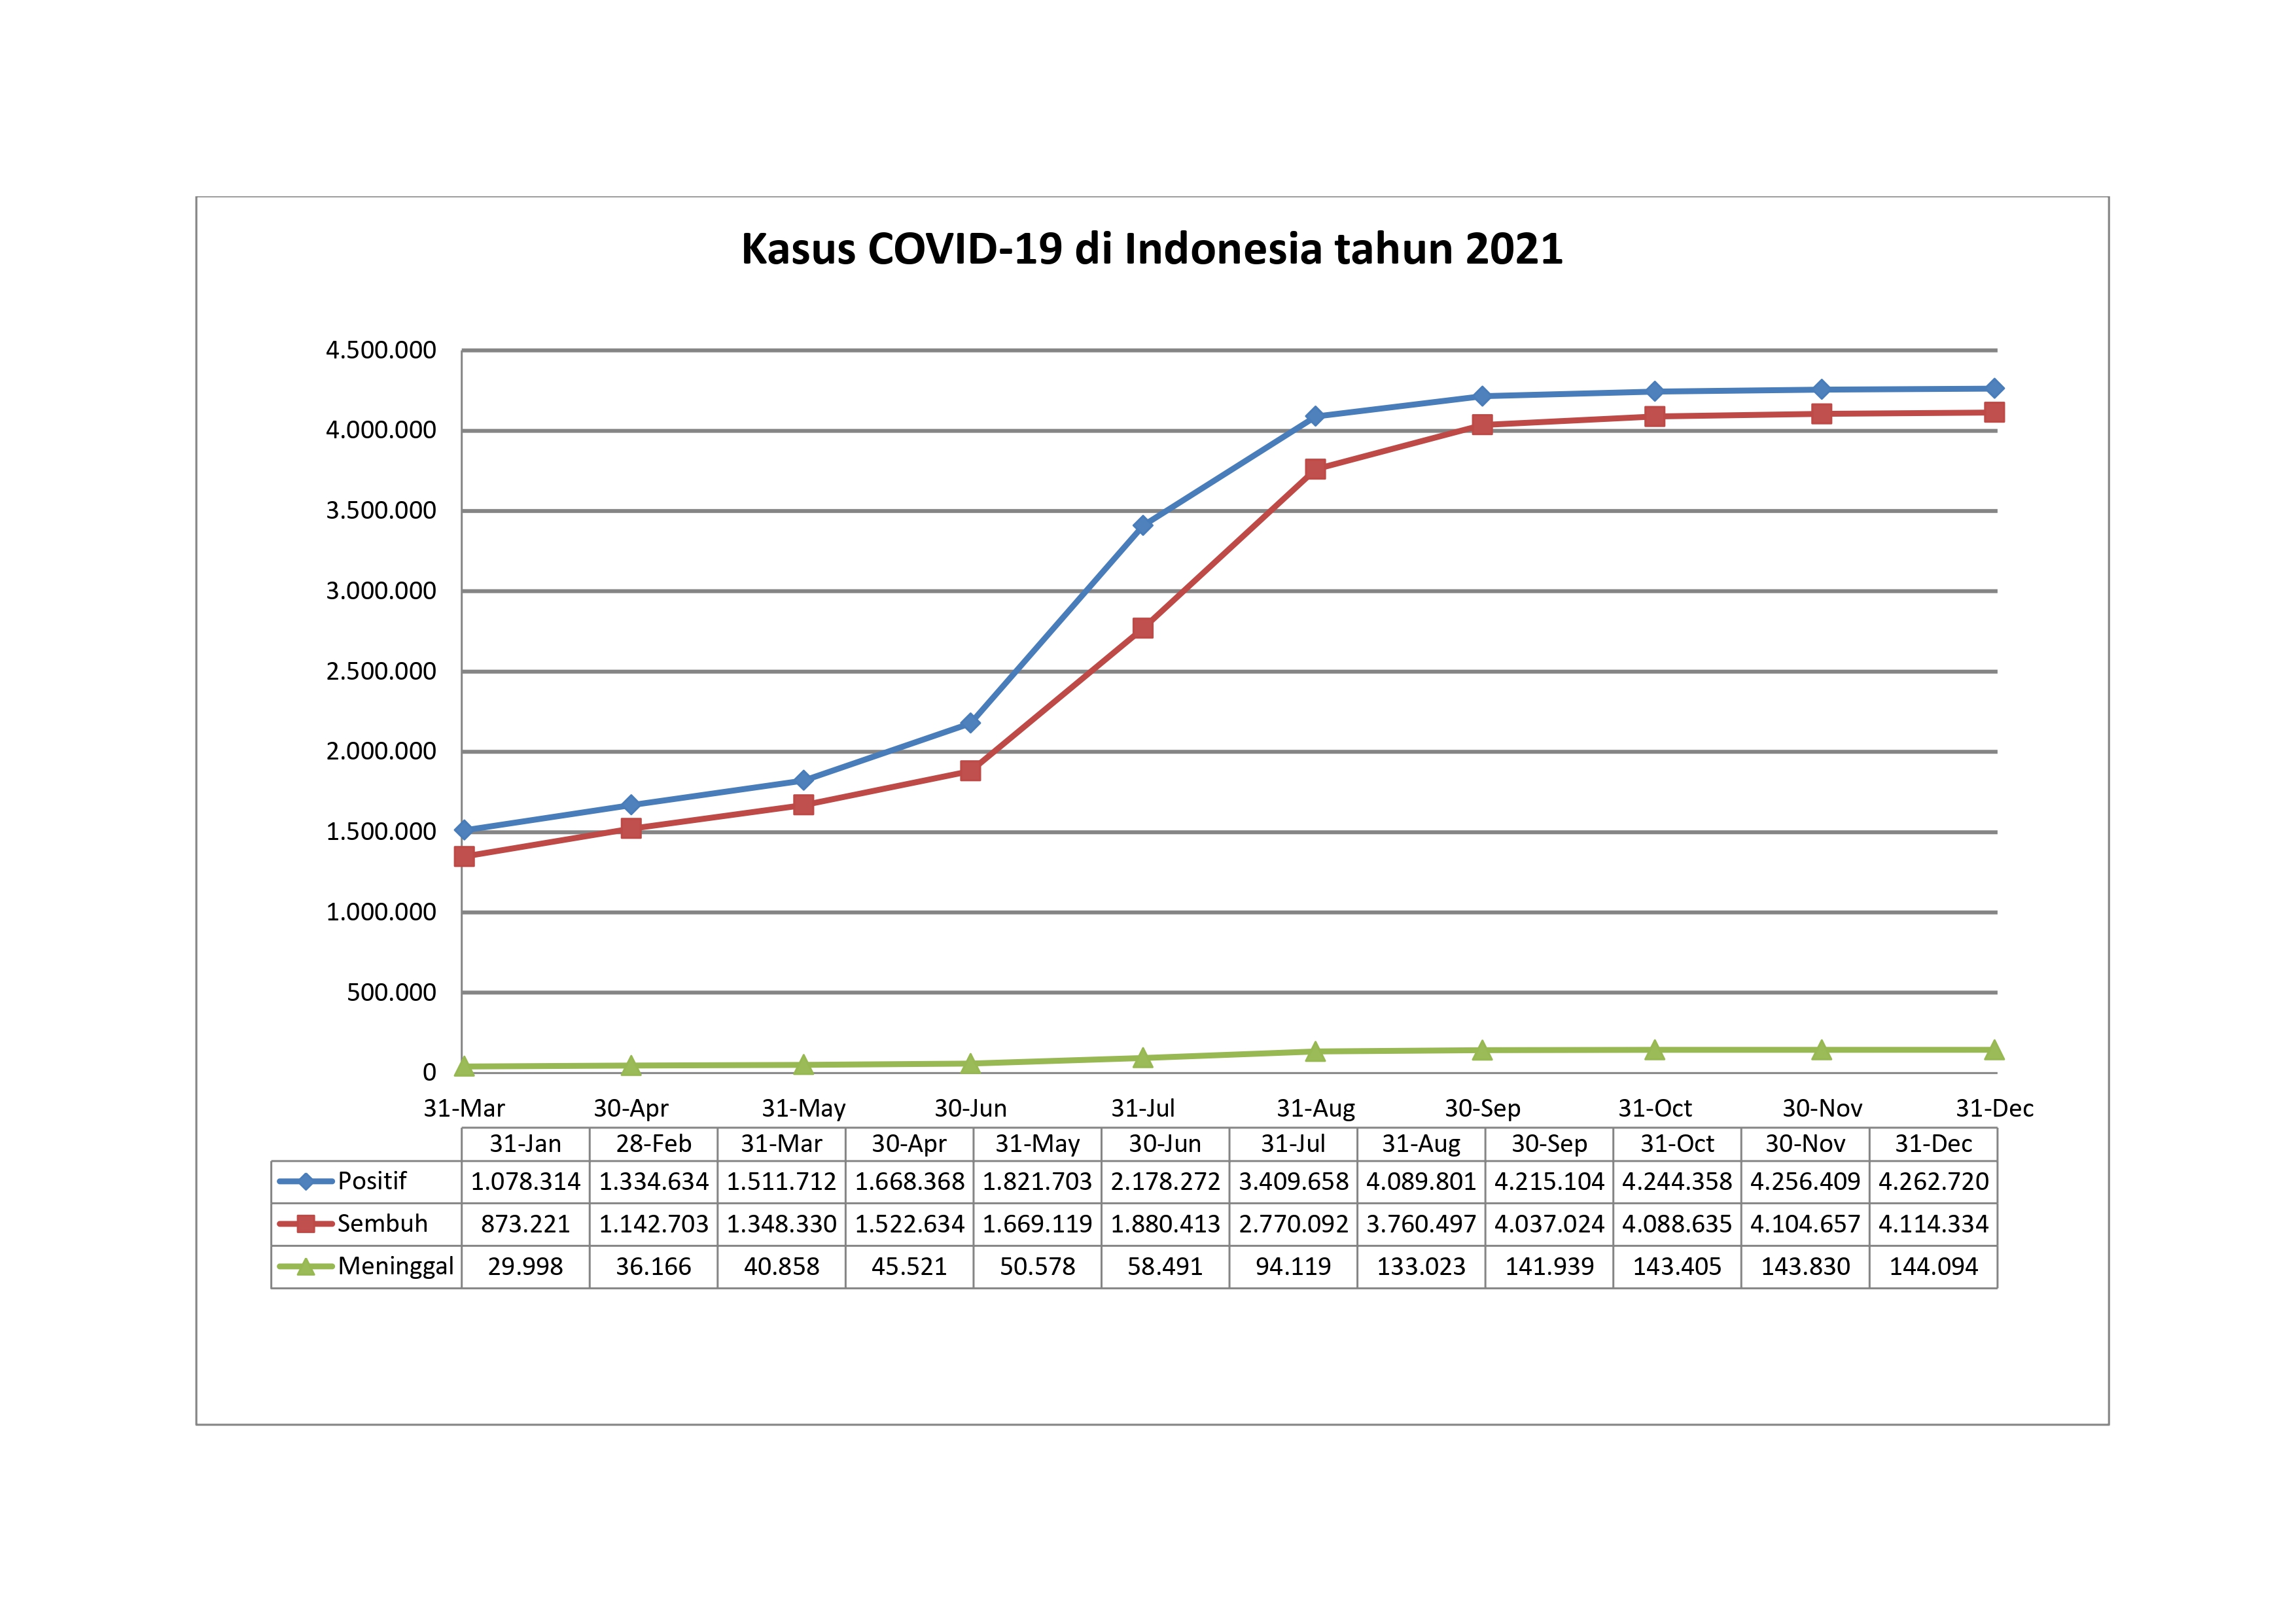 Kasus COVID-19 di Indonesia tahun 2021
4.500.000
4.000.000
3.500.000
3.000.000
2.500.000
2.000.000
1.500.000
1.000.000
500.000
0
31-Mar 30-Apr 31-May 30-Jun 31-Jul 31-Aug 30-Sep 31-Oct 30-Nov 31-Dec
31-Jan 28-Feb 31-Mar 30-Apr 31-May 30-Jun 31-Jul 31-Aug 30-Sep 31-Oct 30-Nov 31-Dec
Positif 1.078.314 1.334.634 1.511.712 1.668.368 1.821.703 2.178.272 3.409.658 4.089.801 4.215.104 4.244.358 4.256.409 4.262.720
Sembuh 873.221 1.142.703 1.348.330 1.522.634 1.669.119 1.880.413 2.770.092 3.760.497 4.037.024 4.088.635 4.104.657 4.114.334
Meninggal 29.998 36.166 40.858 45.521 50.578 58.491 94.119 133.023 141.939 143.405 143.830 144.094